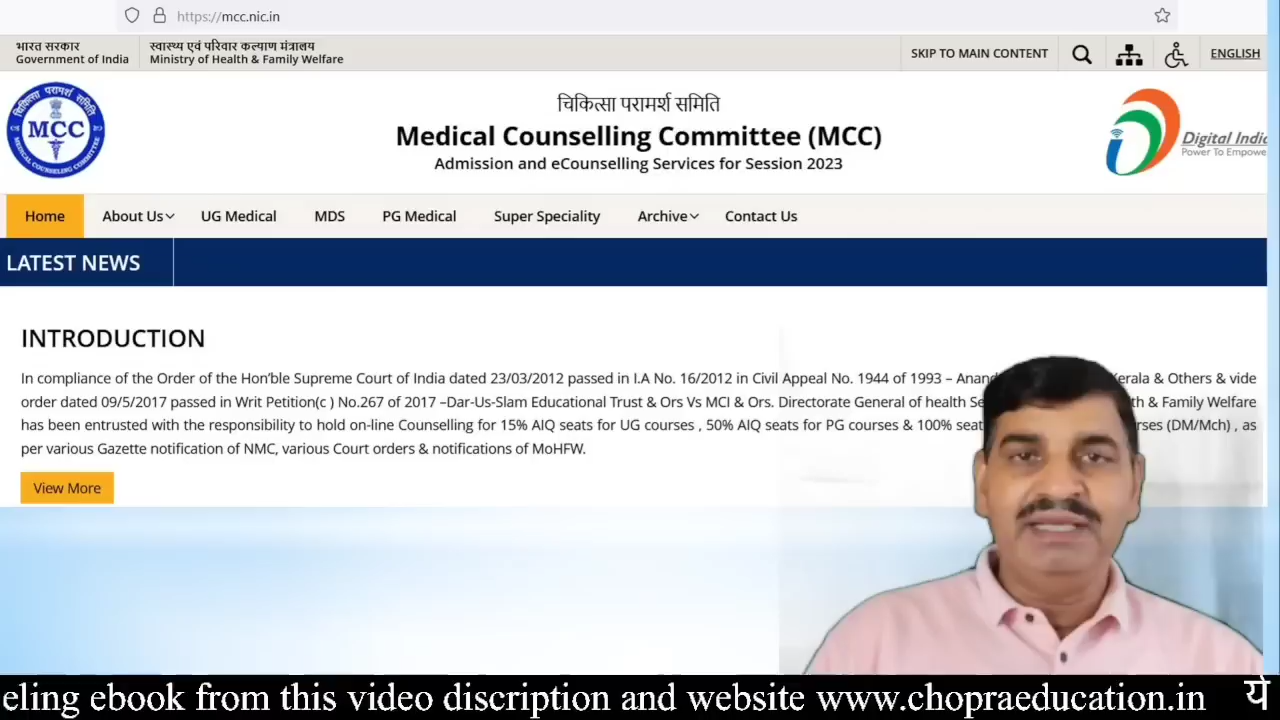 https://mcc.nic.in
भारत सरकार
Government of India
स्वास्थ्य एवं परिवार कल्याण मंत्रालय
Ministry of Health & Family Welfare
SKIP TO MAIN CONTENT
ENGLISH
चिकित्सा परामर्श समिति
MCC
MEDICAL COUNSELLING COMMITTEE
चिकित्सा परामर्श समिति
Medical Counselling Committee (MCC)
Admission and eCounselling Services for Session 2023
Digital India
Power To Empowe
Home About Us UG Medical MDS PG Medical Super Speciality Archive Contact Us
LATEST NEWS
INTRODUCTION
In compliance of the Order of the Hon'ble Supreme Court of India dated 23/03/2012 passed in I.A No. 16/2012 in Civil Appeal No. 1944 of 1993 – Anand Kerala & Others & vide
order dated 09/5/2017 passed in Writ Petition(c ) No.267 of 2017 –Dar-Us-Slam Educational Trust & Ors Vs MCI & Ors. Directorate General of health Se th & Family Welfare
has been entrusted with the responsibility to hold on-line Counselling for 15% AIQ seats for UG courses , 50% AIQ seats for PG courses & 100% seat rses (DM/Mch) , as
per various Gazette notification of NMC, various Court orders & notifications of MoHFW.
View More
eling ebook from this video discription and website www.chopraeducation.in ये